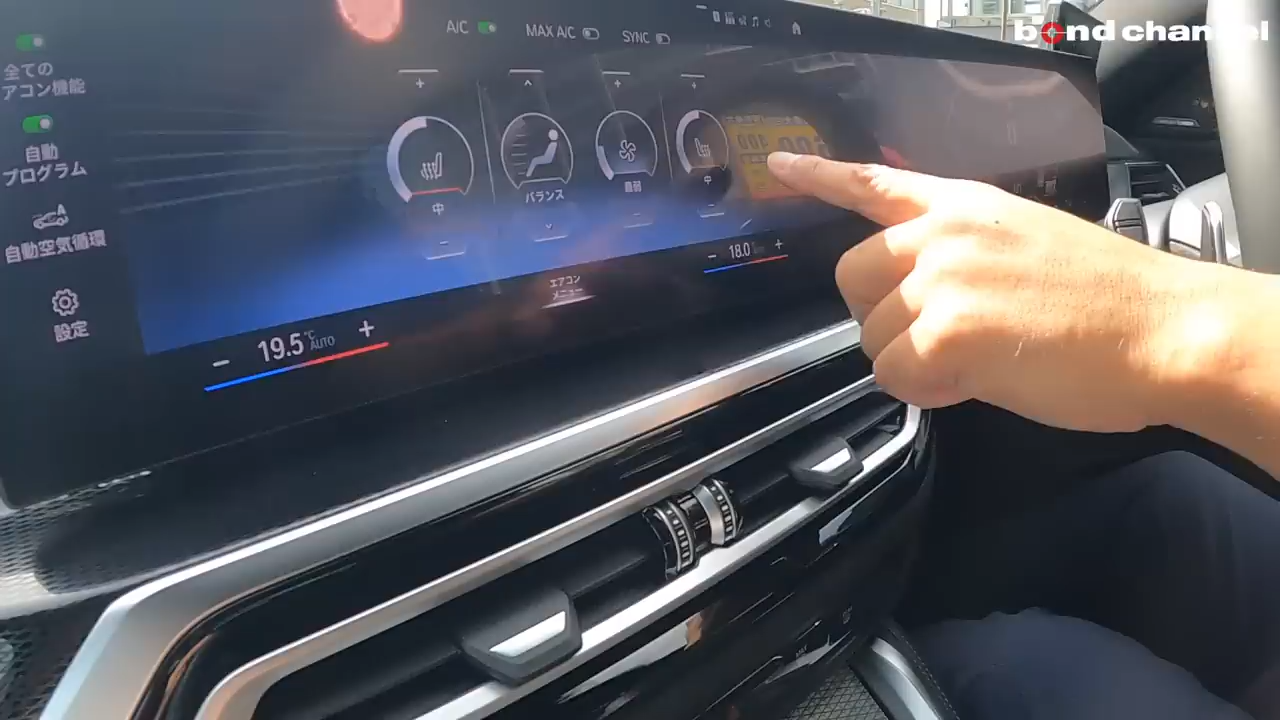 bond channel
A/C
MAX A/C
SYNC
全ての
アコン機能
自動
プログラム
自動空気循環
設定
中
バランス
最弱
中
19.5 °C
AUTO
エアコン
メニュー
18.0